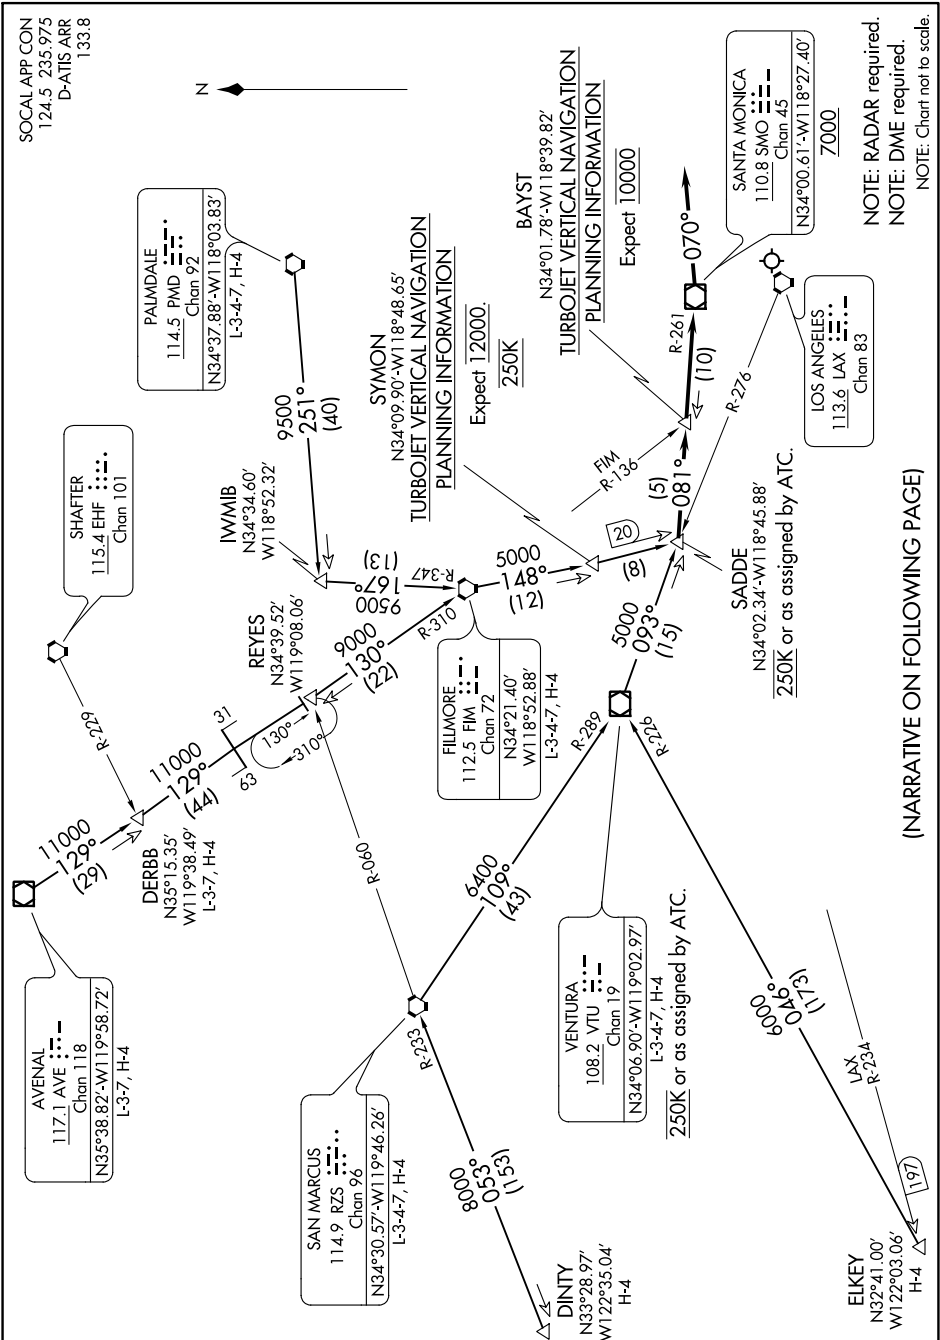 SOCAL APP CON
124.5 235.975
D-ATIS ARR
133.8
N
AVENAL
117.1 AVE
Chan 118
N35°38.82′-W119°58.72′
L-3-7, H-4
11000
129°
(29)
DERBB
N35°15.35′
W119°38.49′
L-3-7, H-4
SHAFTER
115.4 EHF
Chan 101
R-229
11000
129°
(44)
63
31
130°
310°
REYES
N34°39.52′
W119°08.06′
R-060
9000
130°
(22)
R-310
PALMDALE
114.5 PMD
Chan 92
N34°37.88′-W118°03.83′
L-3-4-7, H-4
9500
251°
(40)
IWMIB
N34°34.60′
W118°52.32′
9500
167°
(13)
R-347
FILLMORE
112.5 FIM
Chan 72
N34°21.40′
W118°52.88′
L-3-4-7, H-4
5000
148°
(12)
SYMON
N34°09.90′-W118°48.65′
TURBOJET VERTICAL NAVIGATION
PLANNING INFORMATION
Expect 12000.
250K
20
(8)
SAN MARCUS
114.9 RZS
Chan 96
N34°30.57′-W119°46.26′
L-3-4-7, H-4
R-233
8000
053°
(153)
DINTY
N33°28.97′
W122°35.04′
H-4
6400
109°
(43)
R-289
VENTURA
108.2 VTU
Chan 19
N34°06.90′-W119°02.97′
L-3-4-7, H-4
250K or as assigned by ATC.
R-226
6000
046°
(173)
ELKEY
N32°41.00′
W122°03.06′
H-4
LAX
R-234
197
5000
093°
(15)
SADDE
N34°02.34′-W118°45.88′
250K or as assigned by ATC.
(5)
081°
FIM
R-136
BAYST
N34°01.78′-W118°39.82′
TURBOJET VERTICAL NAVIGATION
PLANNING INFORMATION
Expect 10000
R-261
(10)
R-276
070°
SANTA MONICA
110.8 SMO
Chan 45
N34°00.61′-W118°27.40′
7000
LOS ANGELES
113.6 LAX
Chan 83
NOTE: RADAR required.
NOTE: DME required.
NOTE: Chart not to scale.
(NARRATIVE ON FOLLOWING PAGE)